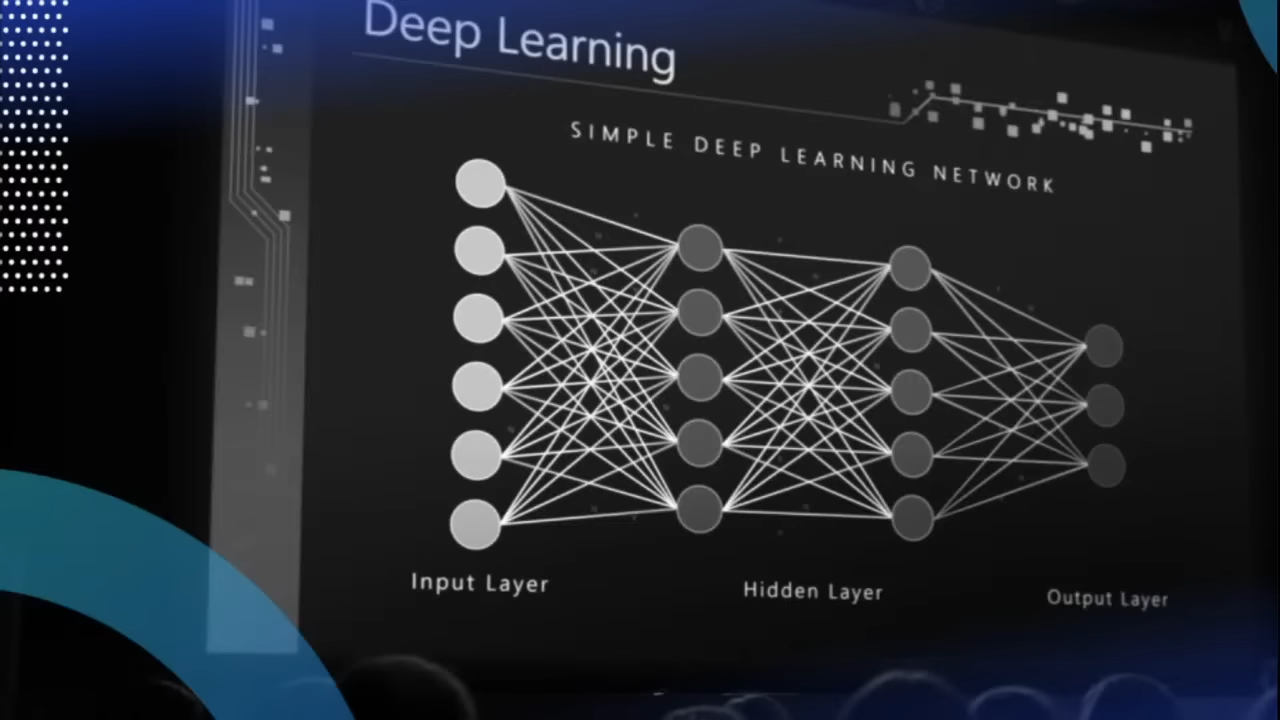 Deep Learning
SIMPLE DEEP LEARNING NETWORK
Input Layer
Hidden Layer
Output Layer